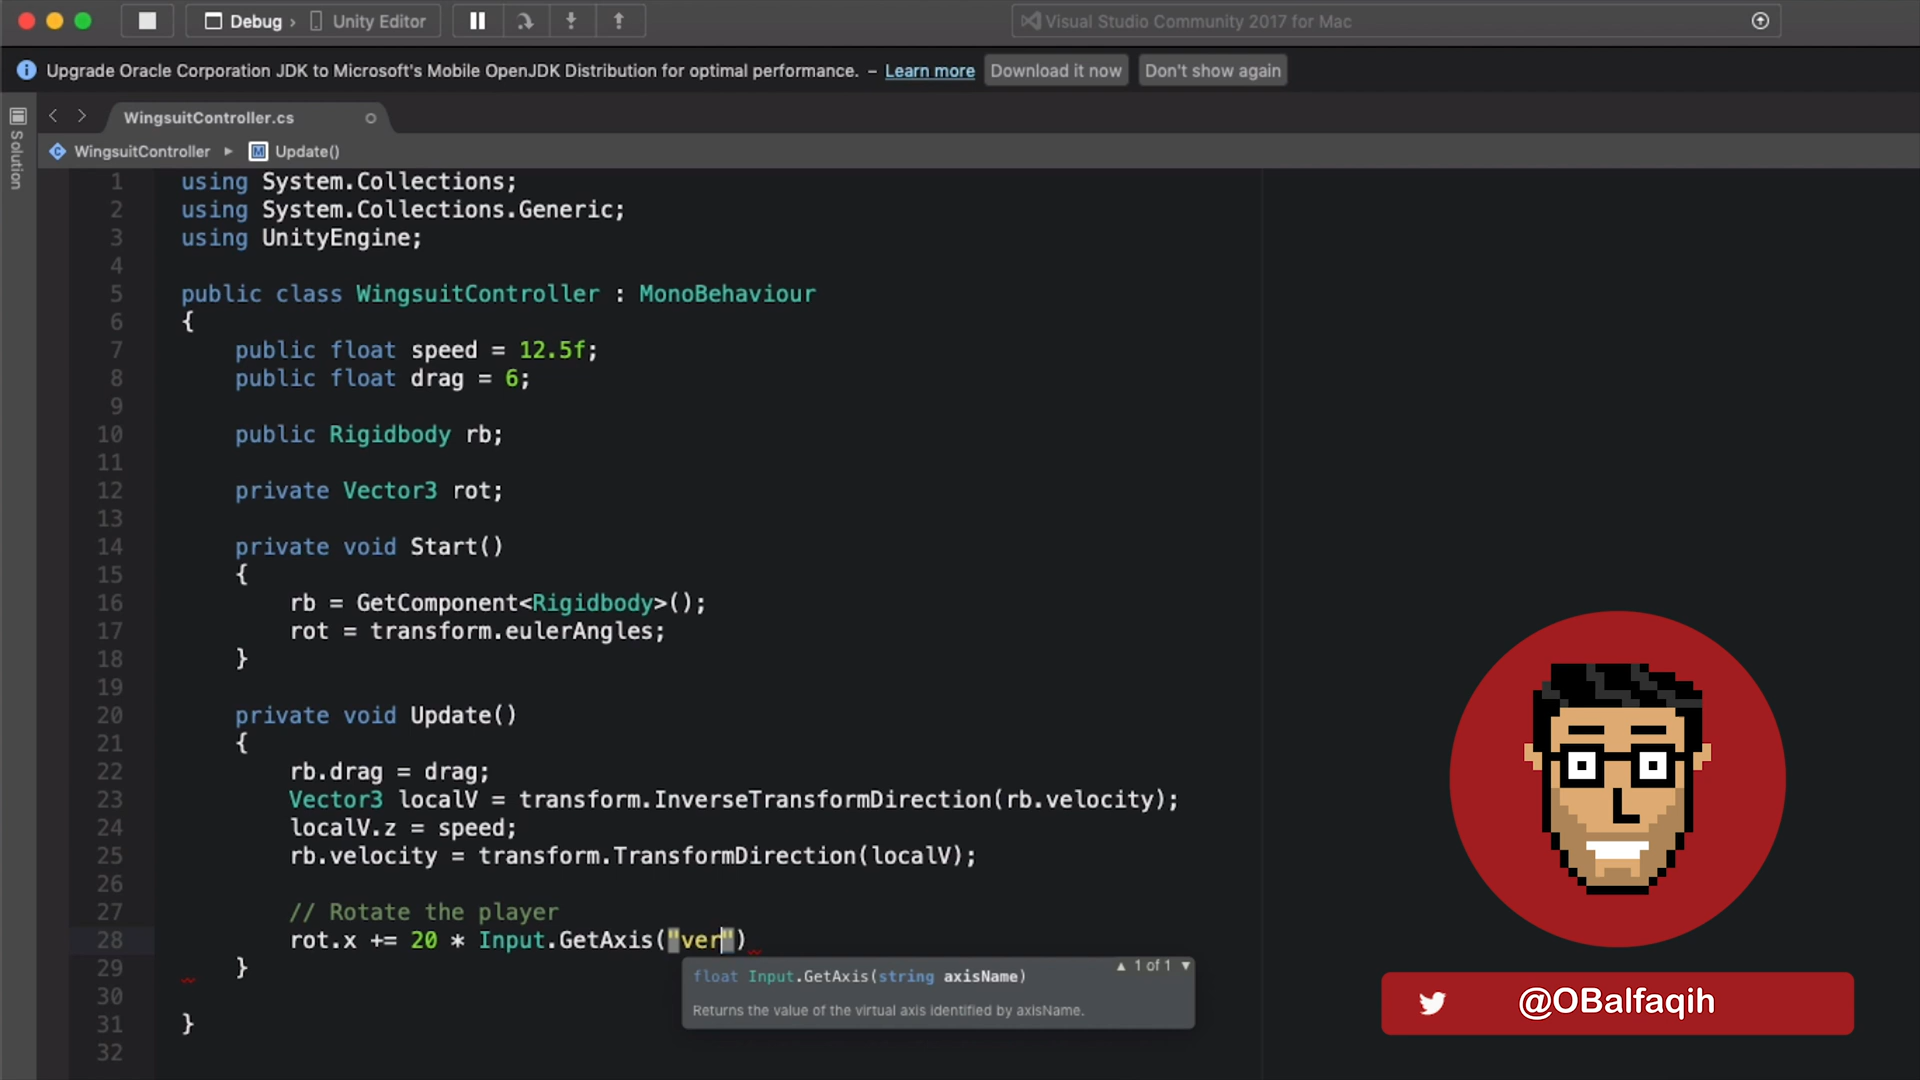 Debug › Unity Editor
Visual Studio Community 2017 for Mac
Upgrade Oracle Corporation JDK to Microsoft's Mobile OpenJDK Distribution for optimal performance. – Learn more Download it now Don't show again
Solution
WingsuitController.cs
WingsuitController ▸ Update()
1 using System.Collections;
2 using System.Collections.Generic;
3 using UnityEngine;
4
5 public class WingsuitController : MonoBehaviour
6 {
7 public float speed = 12.5f;
8 public float drag = 6;
9
10 public Rigidbody rb;
11
12 private Vector3 rot;
13
14 private void Start()
15 {
16 rb = GetComponent<Rigidbody>();
17 rot = transform.eulerAngles;
18 }
19
20 private void Update()
21 {
22 rb.drag = drag;
23 Vector3 localV = transform.InverseTransformDirection(rb.velocity);
24 localV.z = speed;
25 rb.velocity = transform.TransformDirection(localV);
26
27 // Rotate the player
28 rot.x += 20 * Input.GetAxis("ver")
29 }
30
31 }
32
float Input.GetAxis(string axisName) ▲ 1 of 1 ▼
Returns the value of the virtual axis identified by axisName.
@OBalfaqih